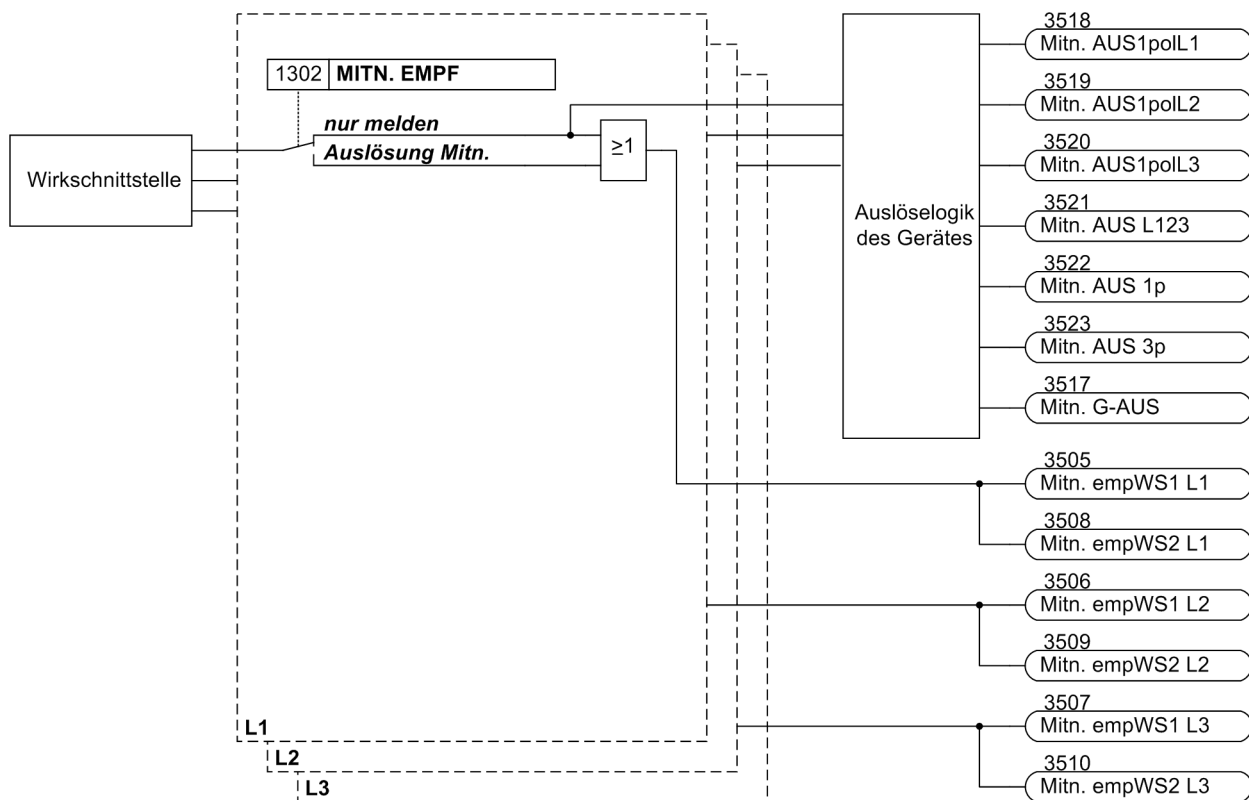 1302 MITN. EMPF
nur melden
Auslösung Mitn.
≥1
Wirkschnittstelle
Auslöselogik
des Gerätes
3518
Mitn. AUS1polL1
3519
Mitn. AUS1polL2
3520
Mitn. AUS1polL3
3521
Mitn. AUS L123
3522
Mitn. AUS 1p
3523
Mitn. AUS 3p
3517
Mitn. G-AUS
3505
Mitn. empWS1 L1
3508
Mitn. empWS2 L1
3506
Mitn. empWS1 L2
3509
Mitn. empWS2 L2
3507
Mitn. empWS1 L3
3510
Mitn. empWS2 L3
L1
L2
L3